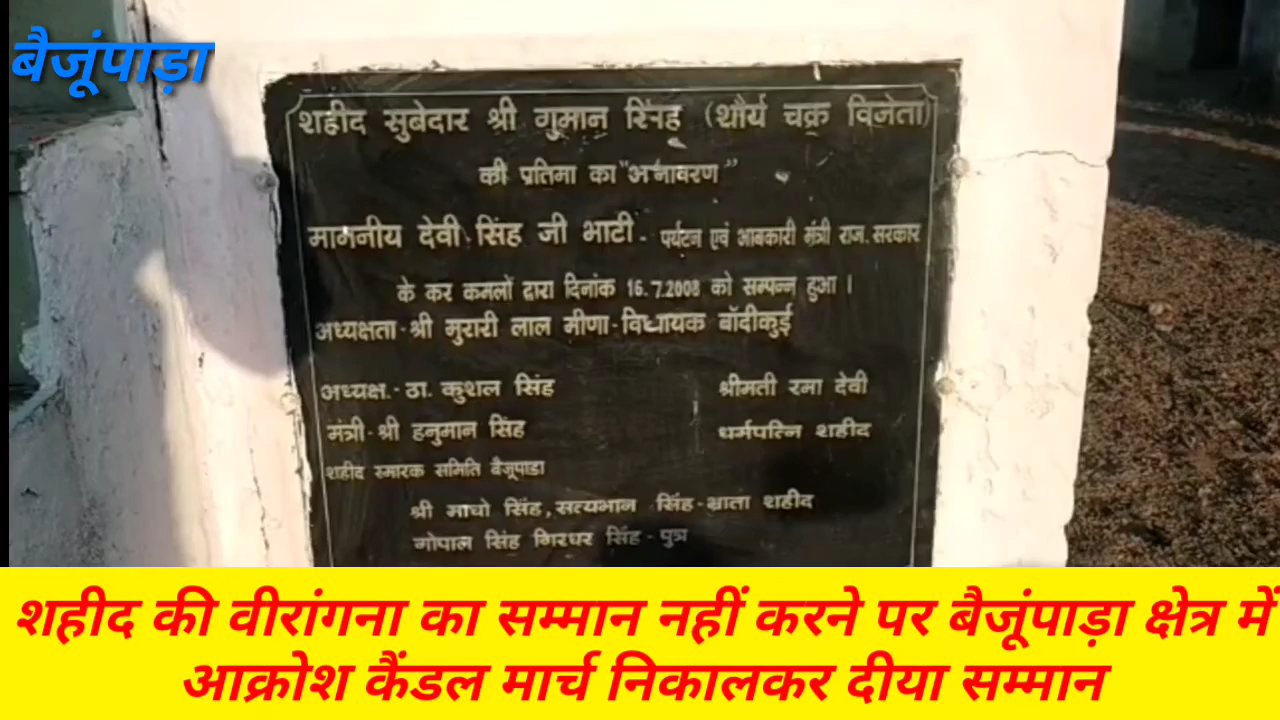 बैजूंपाड़ा
शहीद सुबेदार श्री गुमान सिंह (शौर्य चक्र विजेता)
की प्रतिमा का "अनावरण"
माननीय देवी सिंह जी भाटी - पर्यटन एवं आबकारी मंत्री राज. सरकार
के कर कमलों द्वारा दिनांक 16.7.2008 को सम्पन्न हुआ ।
अध्यक्षता - श्री मुरारी लाल मीणा - विधायक बाँदीकुई
अध्यक्ष. - ठा. कुशल सिंह
श्रीमती रमा देवी
मंत्री - श्री हनुमान सिंह
धर्मपत्नि शहीद
शहीद स्मारक समिति बैजूपाडा
श्री माधो सिंह, सत्यभान सिंह - भ्राता शहीद
गोपाल सिंह गिरधर सिंह - पुत्र
शहीद की वीरांगना का सम्मान नहीं करने पर बैजूंपाड़ा क्षेत्र में
आक्रोश कैंडल मार्च निकालकर दीया सम्मान